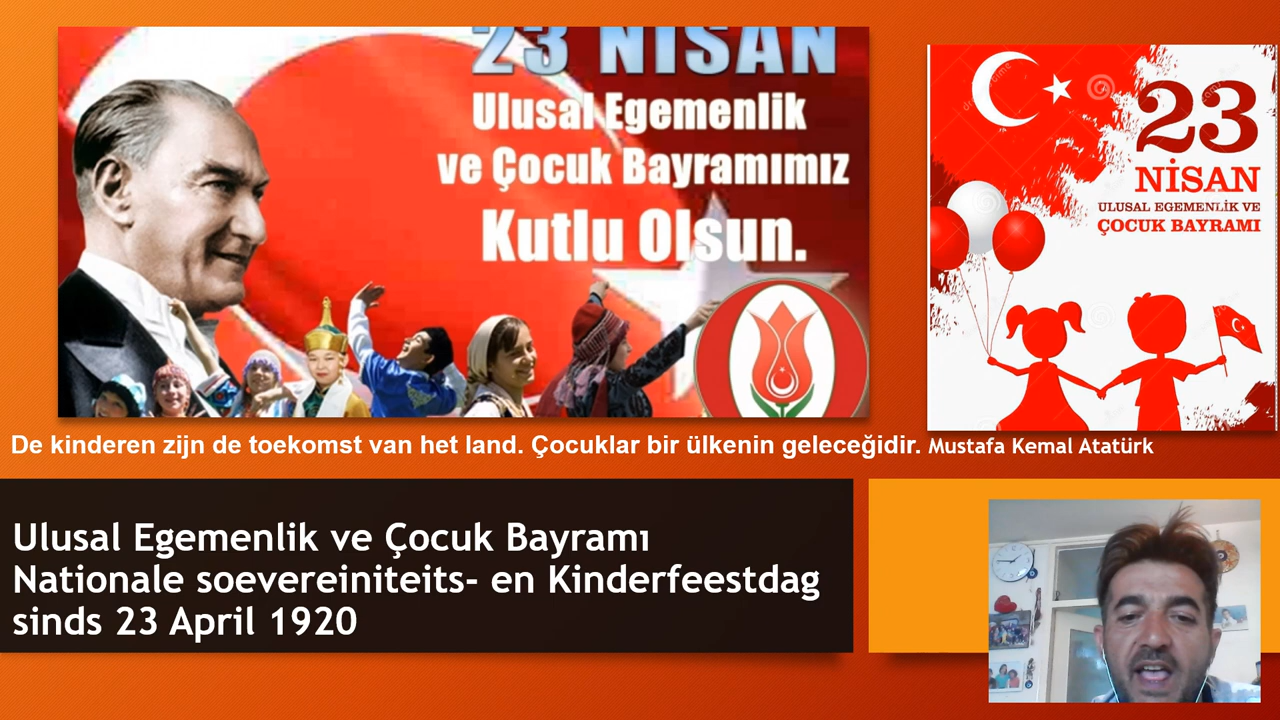 23 NİSAN
Ulusal Egemenlik
ve Çocuk Bayramımız
Kutlu Olsun.
23
NİSAN
ULUSAL EGEMENLİK VE
ÇOCUK BAYRAMI
De kinderen zijn de toekomst van het land. Çocuklar bir ülkenin geleceğidir. Mustafa Kemal Atatürk
Ulusal Egemenlik ve Çocuk Bayramı
Nationale soevereiniteits- en Kinderfeestdag
sinds 23 April 1920